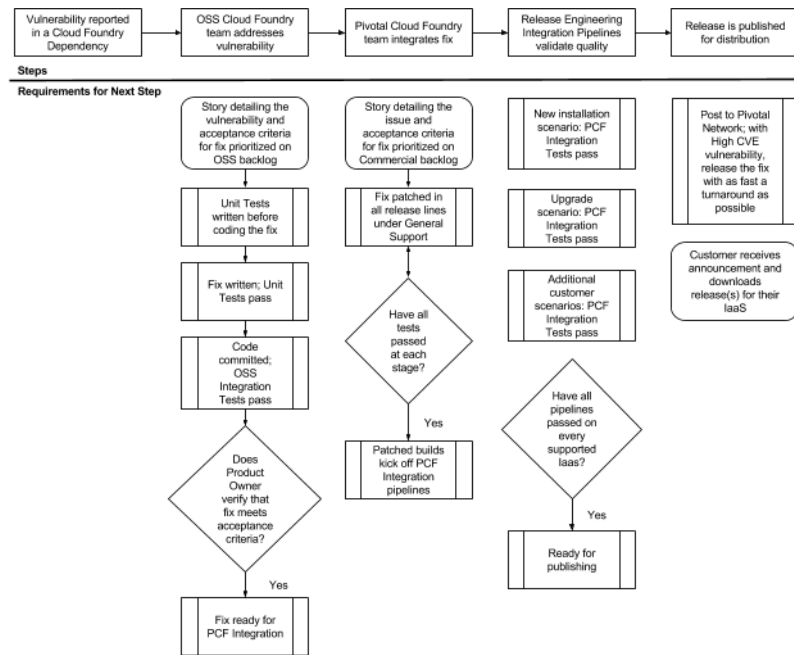 Vulnerability reported
in a Cloud Foundry
Dependency
OSS Cloud Foundry
team addresses
vulnerability
Pivotal Cloud Foundry
team integrates fix
Release Engineering
Integration Pipelines
validate quality
Release is published
for distribution
Steps
Requirements for Next Step
Story detailing the
vulnerability and
acceptance criteria
for fix prioritized on
OSS backlog
Unit Tests
written before
coding the fix
Fix written; Unit
Tests pass
Code
committed;
OSS
Integration
Tests pass
Does
Product
Owner
verify that
fix meets
acceptance
criteria?
Yes
Fix ready for
PCF Integration
Story detailing the
issue and
acceptance criteria
for fix prioritized on
Commercial backlog
Fix patched in
all release lines
under General
Support
Have all
tests
passed
at each
stage?
Yes
Patched builds
kick off PCF
Integration
pipelines
New installation
scenario: PCF
Integration
Tests pass
Upgrade
scenario: PCF
Integration
Tests pass
Additional
customer
scenarios: PCF
Integration
Tests pass
Have all
pipelines
passed on
every
supported
Iaas?
Yes
Ready for
publishing
Post to Pivotal
Network; with
High CVE
vulnerability,
release the fix
with as fast a
turnaround as
possible
Customer receives
announcement and
downloads
release(s) for their
IaaS